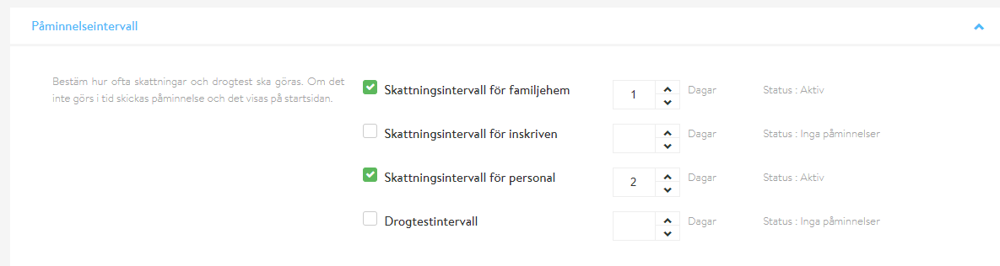 Påminnelseintervall
Bestäm hur ofta skattningar och drogtest ska göras. Om det
inte görs i tid skickas påminnelse och det visas på startsidan.
Skattningsintervall för familjehem 1 Dagar Status : Aktiv
Skattningsintervall för inskriven Dagar Status : Inga påminnelser
Skattningsintervall för personal 2 Dagar Status : Aktiv
Drogtestintervall Dagar Status : Inga påminnelser